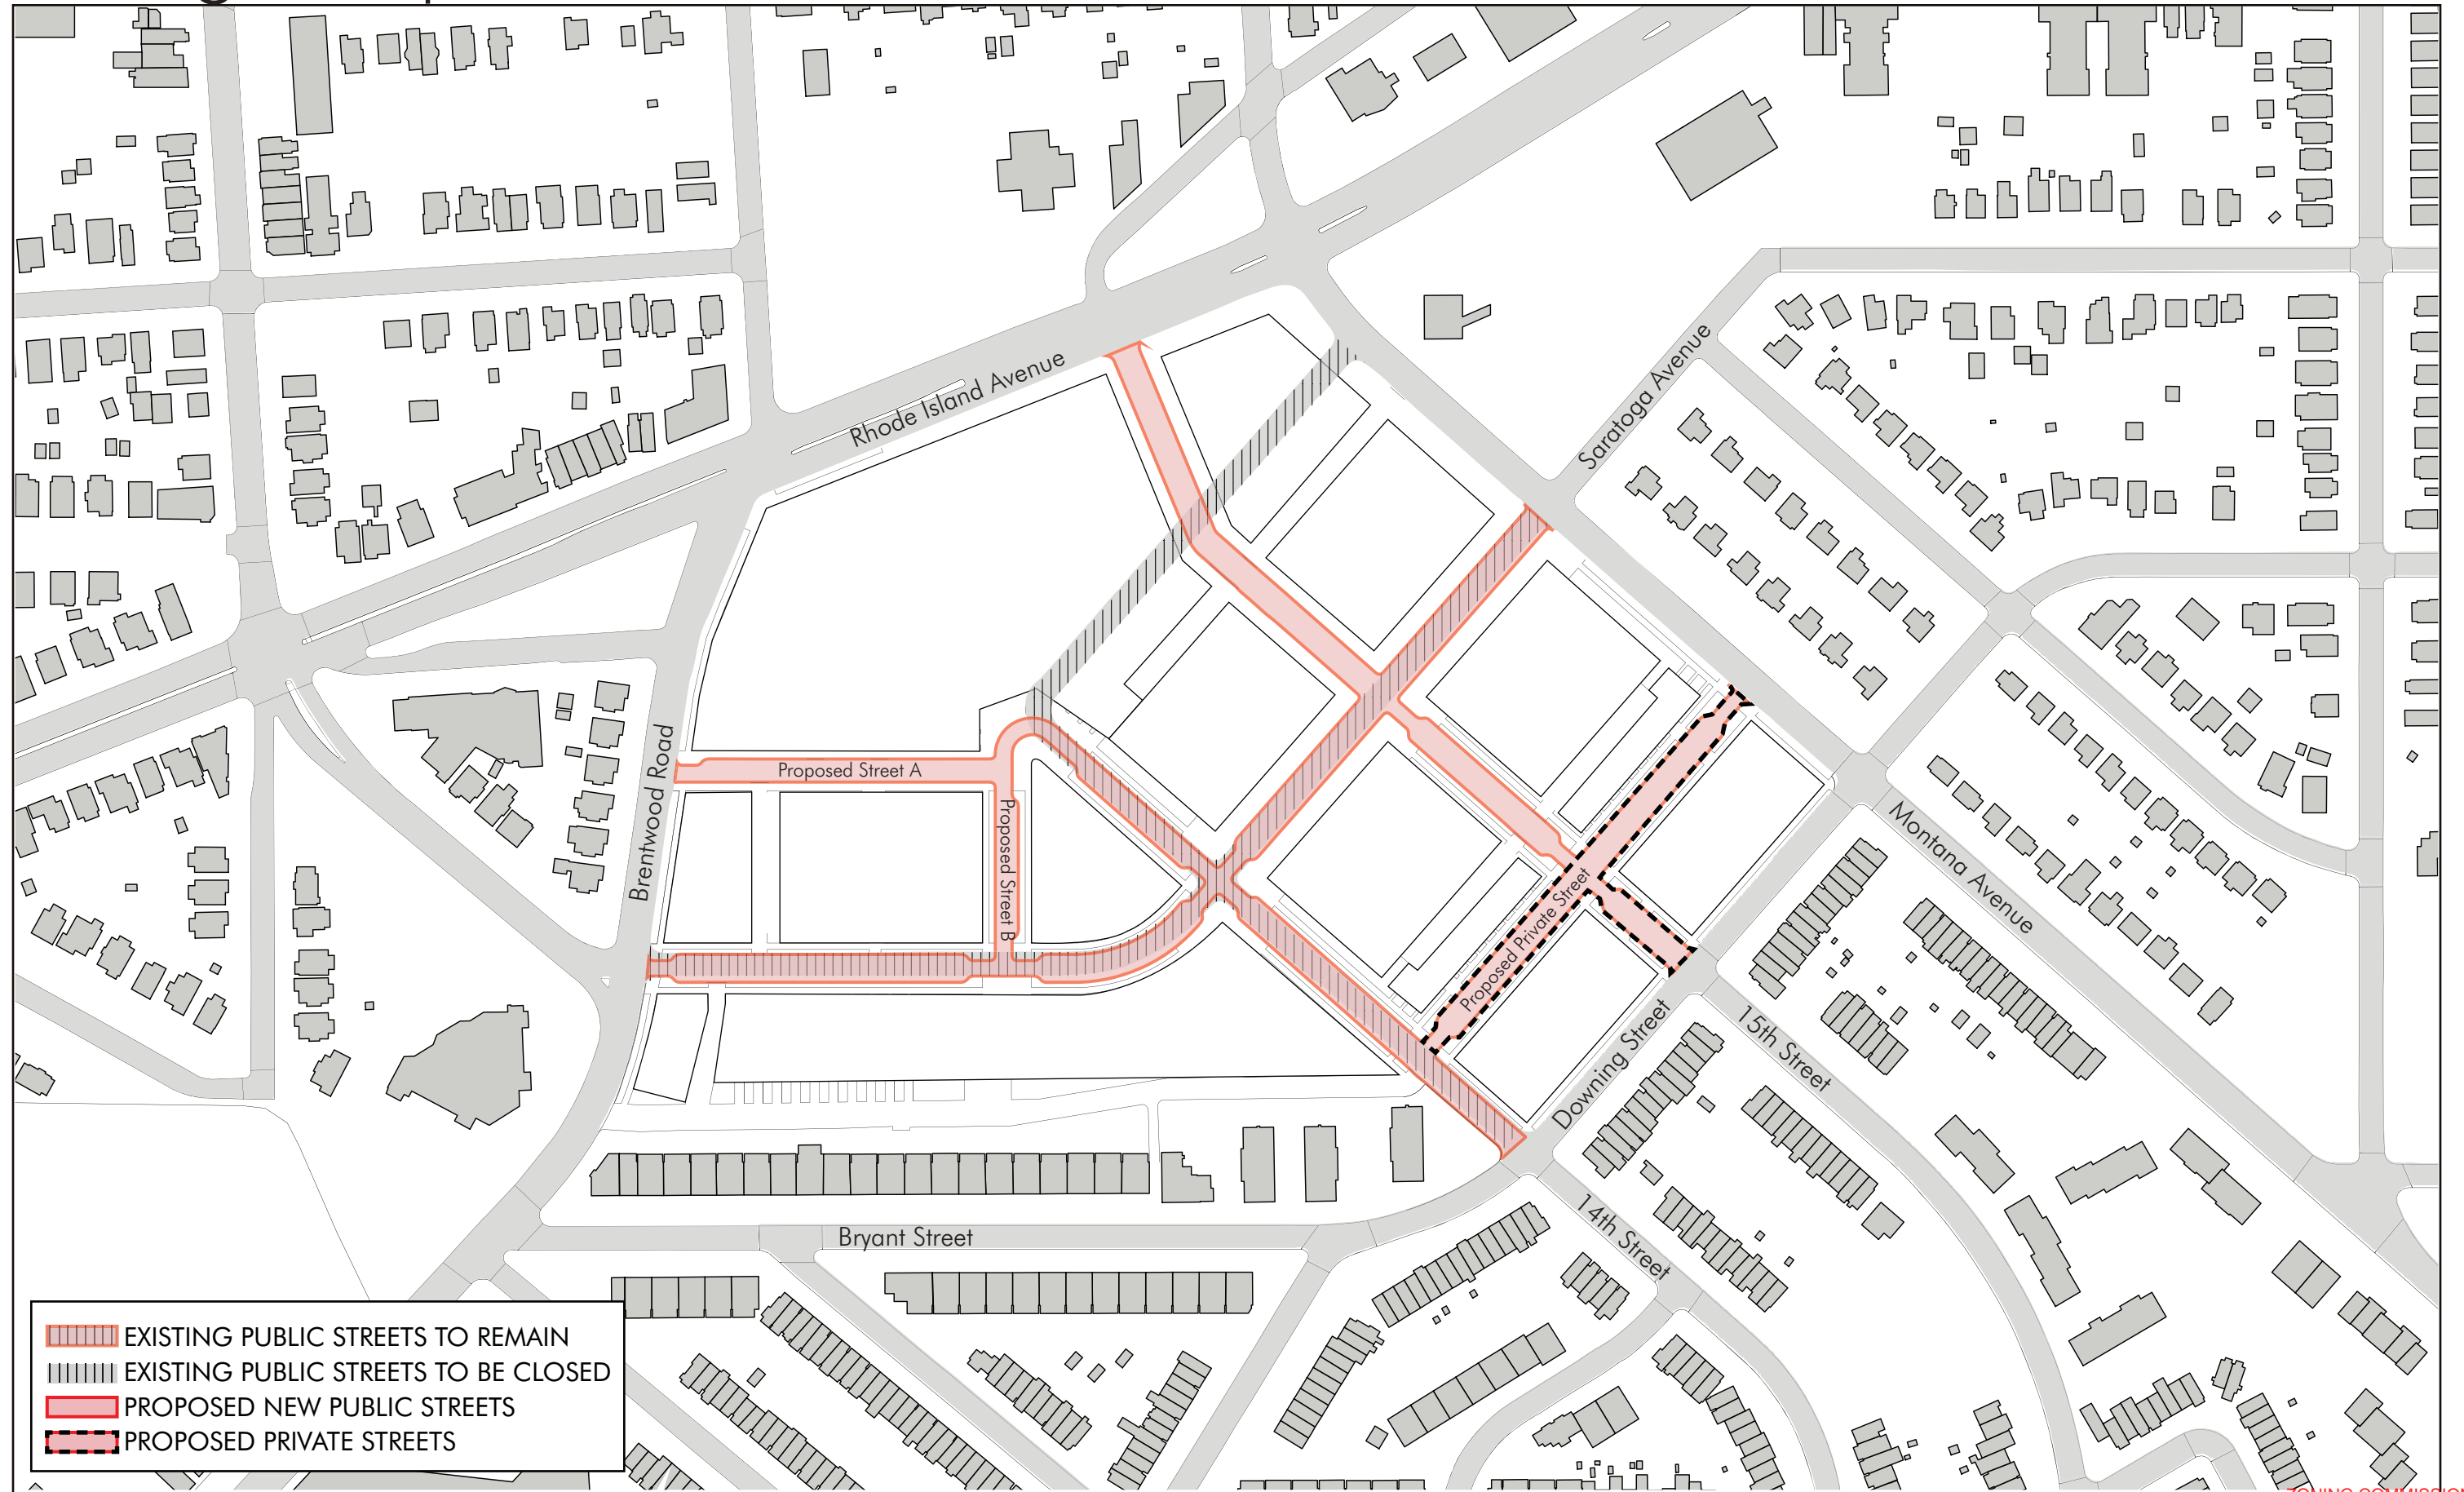 Rhode Island Avenue
Saratoga Avenue
Brentwood Road
Proposed Street A
Proposed Street B
Proposed Private Street
Montana Avenue
Downing Street
15th Street
14th Street
Bryant Street
EXISTING PUBLIC STREETS TO REMAIN
EXISTING PUBLIC STREETS TO BE CLOSED
PROPOSED NEW PUBLIC STREETS
PROPOSED PRIVATE STREETS